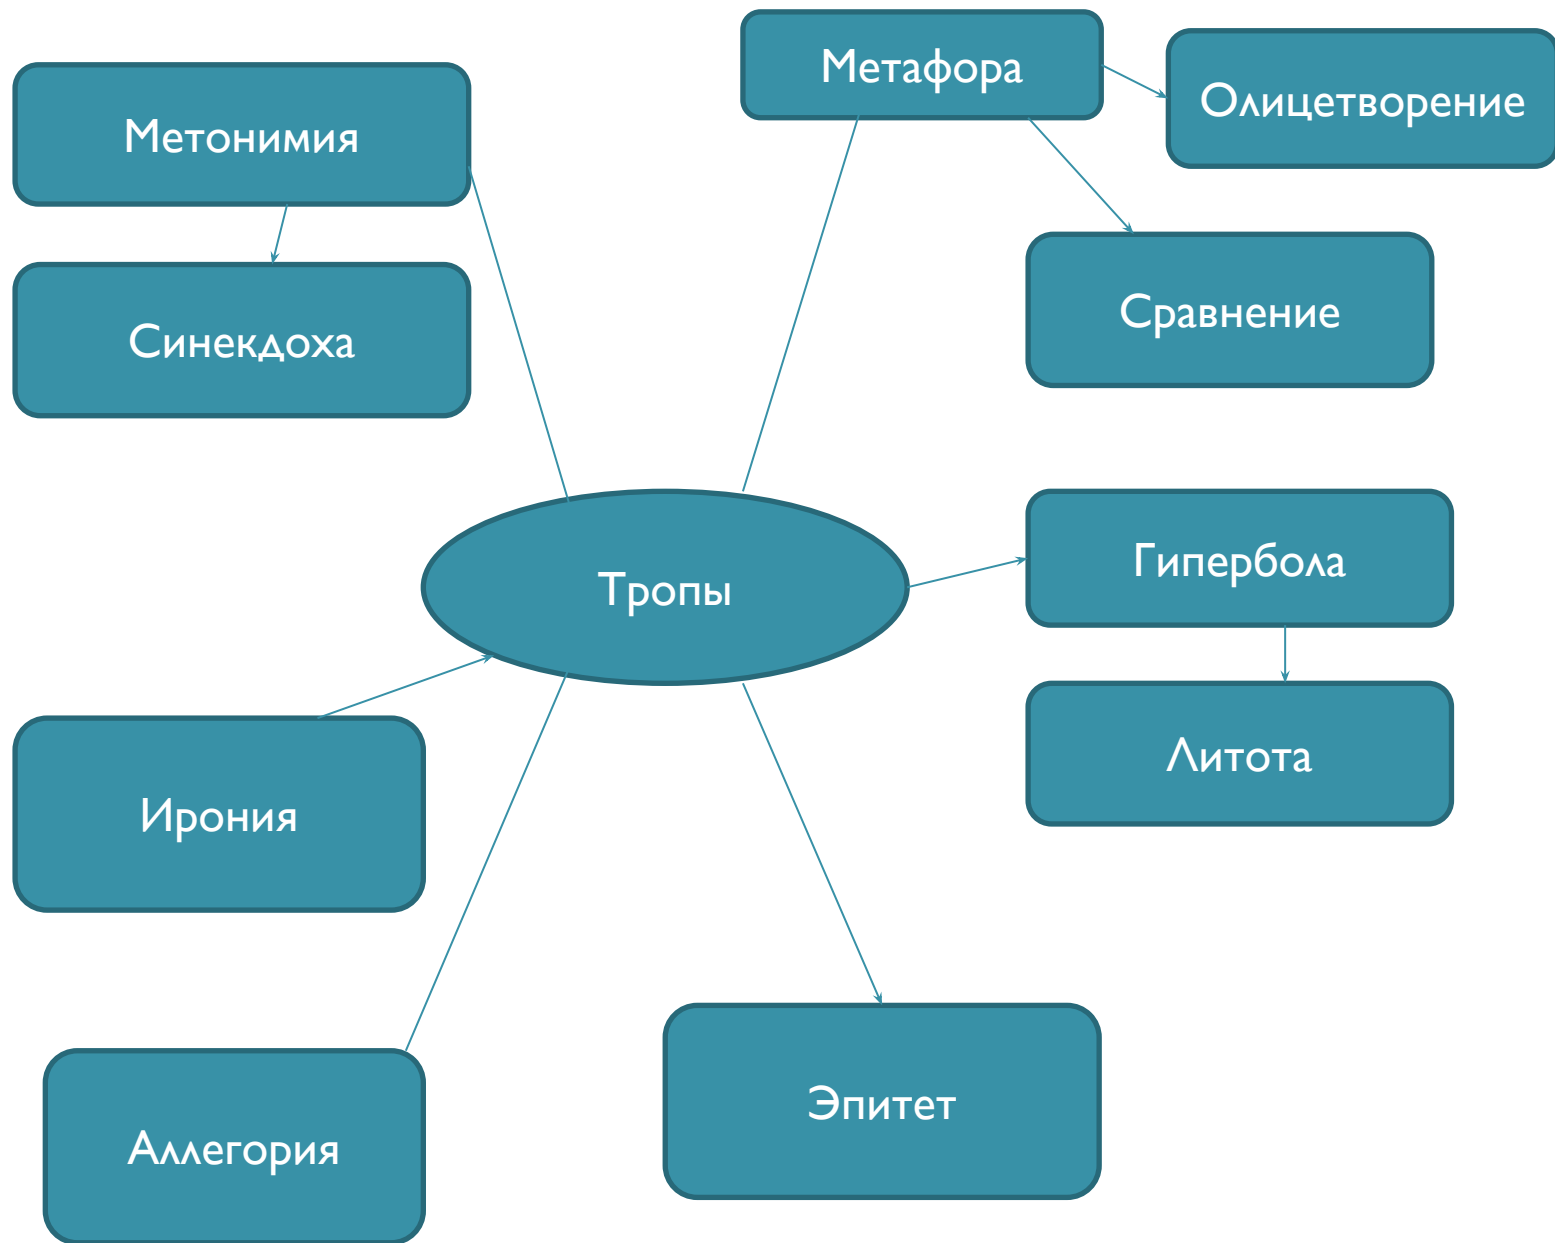 Метафора
Олицетворение
Метонимия
Сравнение
Синекдоха
Гипербола
Тропы
Литота
Ирония
Эпитет
Аллегория